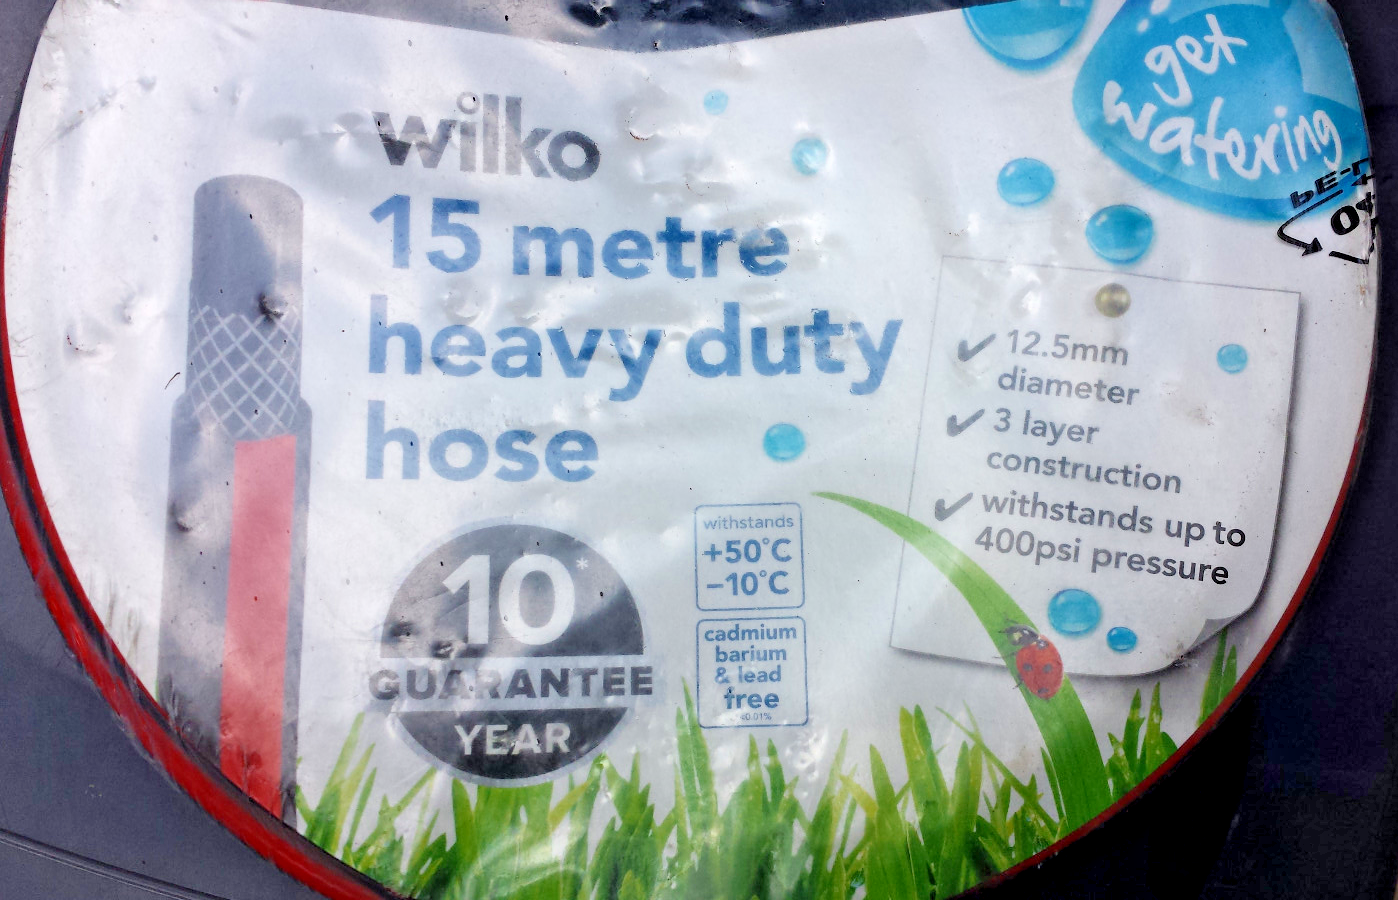 get
watering
wilko
15 metre
heavy duty
hose
✔ 12.5mm
diameter
✔ 3 layer
construction
✔ withstands up to
400psi pressure
10*
GUARANTEE
YEAR
withstands
+50°C
−10°C
cadmium
barium
& lead
free